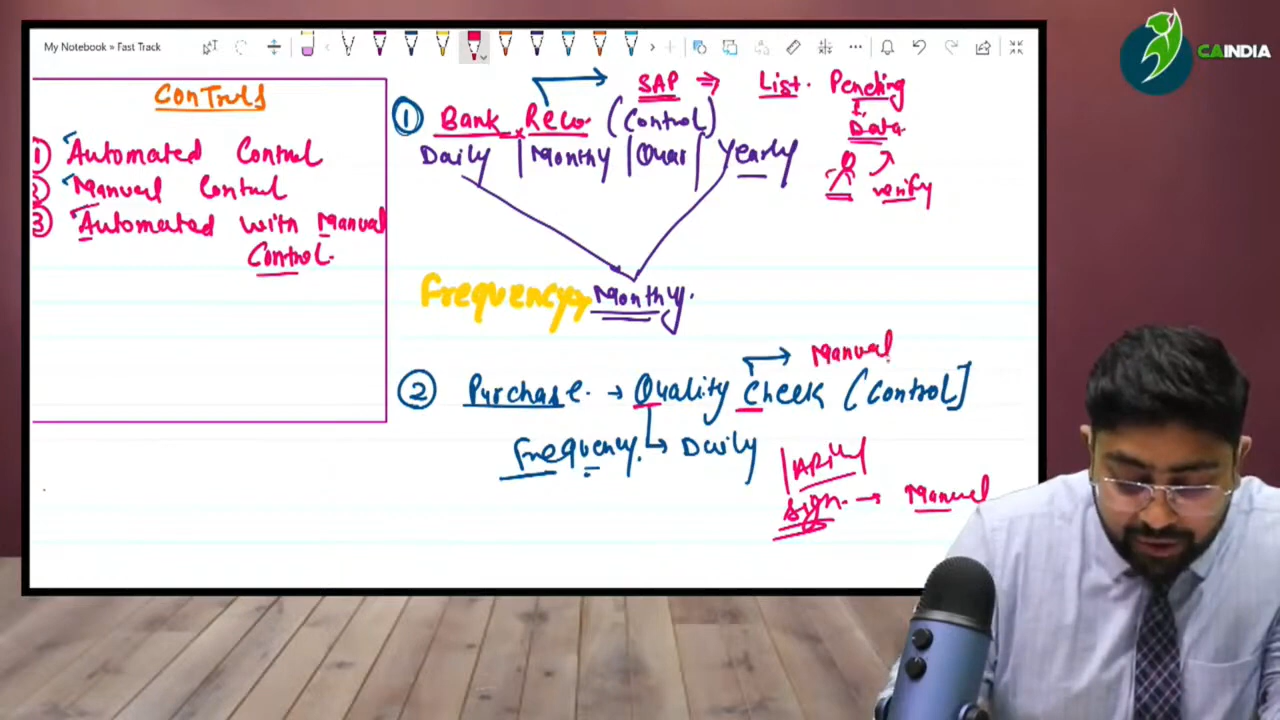 My Notebook » Fast Track
CAINDIA
Controls
① Automated Control
② Manual Control
③ Automated with Manual
Control.
① Bank Reco. (Control)
SAP ⇒ List. Pending
Data
verify
Daily | Monthly | Quar | Yearly
Frequency Monthy.
② Purchase. → Quality Check (Control]
→ Manual
Frequency. → Daily
Sign. → Manual